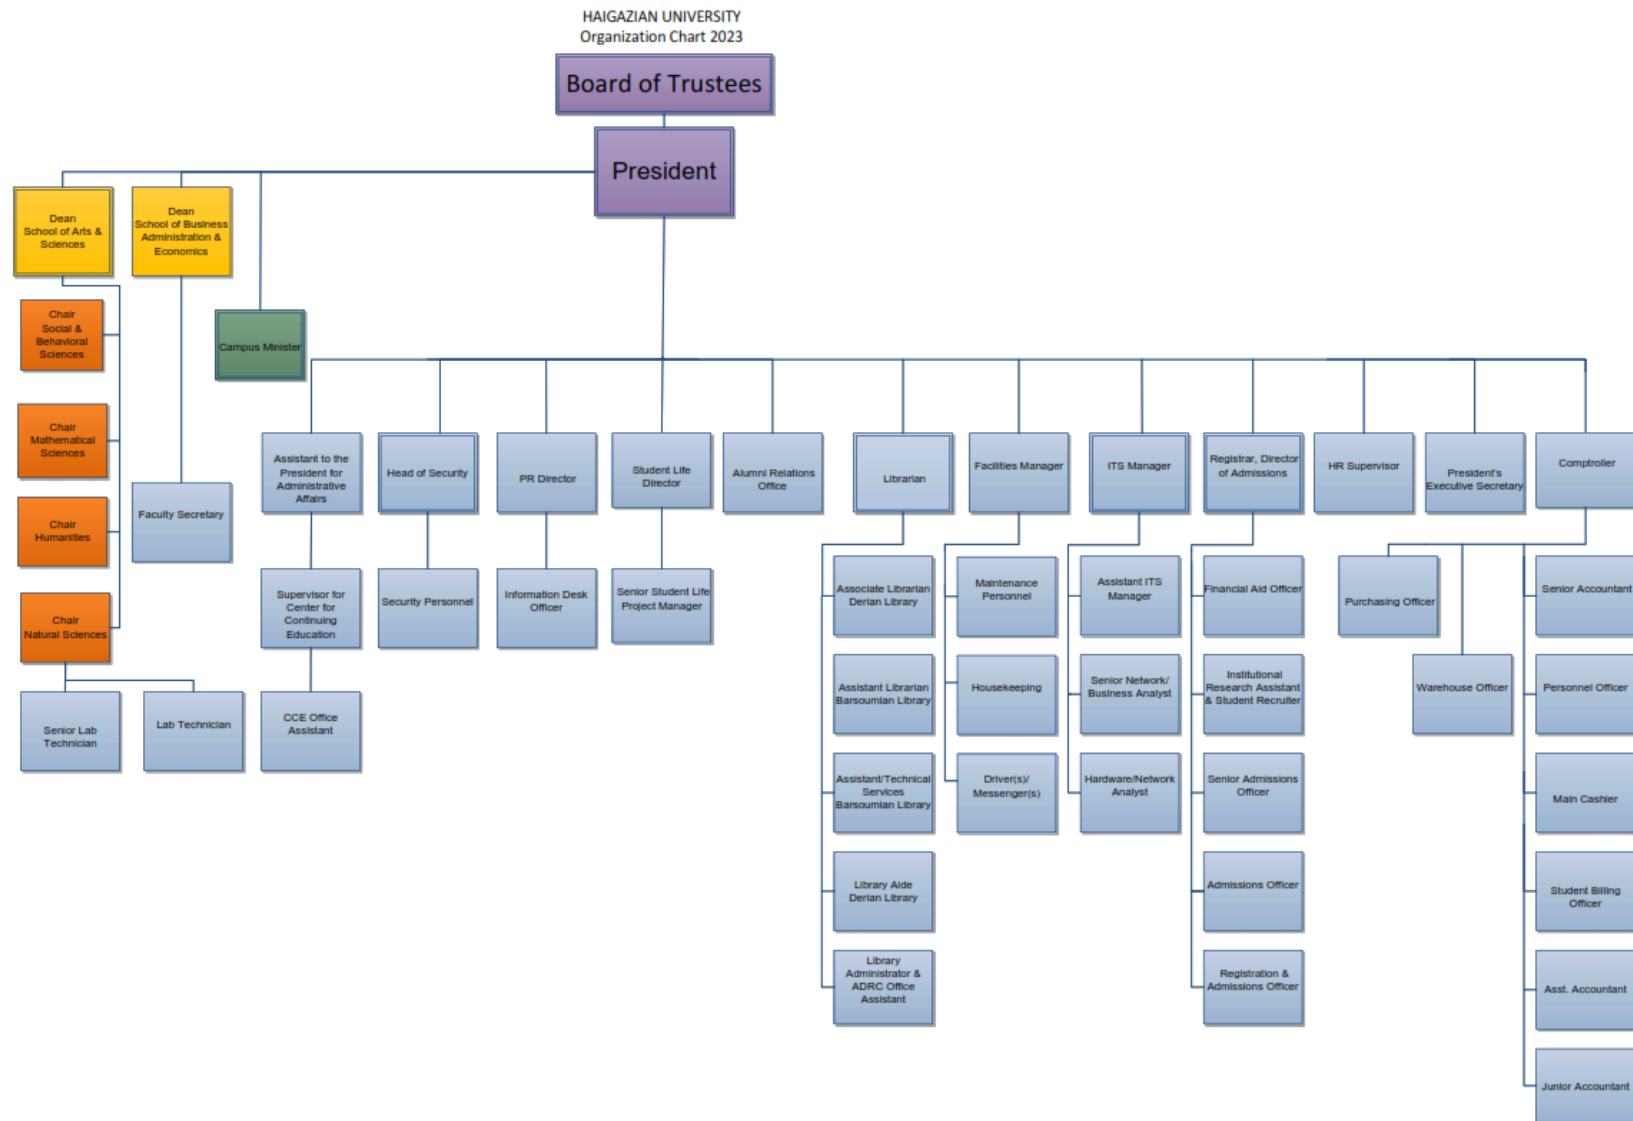 HAIGAZIAN UNIVERSITY
Organization Chart 2023
Board of Trustees
President
Dean
School of Arts &
Sciences
Dean
School of Business
Administration &
Economics
Chair
Social &
Behavioral
Sciences
Campus Minister
Chair
Mathematical
Sciences
Chair
Humanities
Faculty Secretary
Chair
Natural Sciences
Senior Lab
Technician
Lab Technician
Assistant to the
President for
Administrative
Affairs
Head of Security
PR Director
Student Life
Director
Alumni Relations
Office
Librarian
Facilities Manager
ITS Manager
Registrar, Director
of Admissions
HR Supervisor
President's
Executive Secretary
Comptroller
Supervisor for
Center for
Continuing
Education
Security Personnel
Information Desk
Officer
Senior Student Life
Project Manager
CCE Office
Assistant
Associate Librarian
Derian Library
Assistant Librarian
Barsoumian Library
Assistant/Technical
Services
Barsoumian Library
Library Aide
Derian Library
Library
Administrator &
ADRC Office
Assistant
Maintenance
Personnel
Housekeeping
Driver(s)/
Messenger(s)
Assistant ITS
Manager
Senior Network/
Business Analyst
Hardware/Network
Analyst
Financial Aid Officer
Institutional
Research Assistant
& Student Recruiter
Senior Admissions
Officer
Admissions Officer
Registration &
Admissions Officer
Purchasing Officer
Warehouse Officer
Senior Accountant
Personnel Officer
Main Cashier
Student Billing
Officer
Asst. Accountant
Junior Accountant